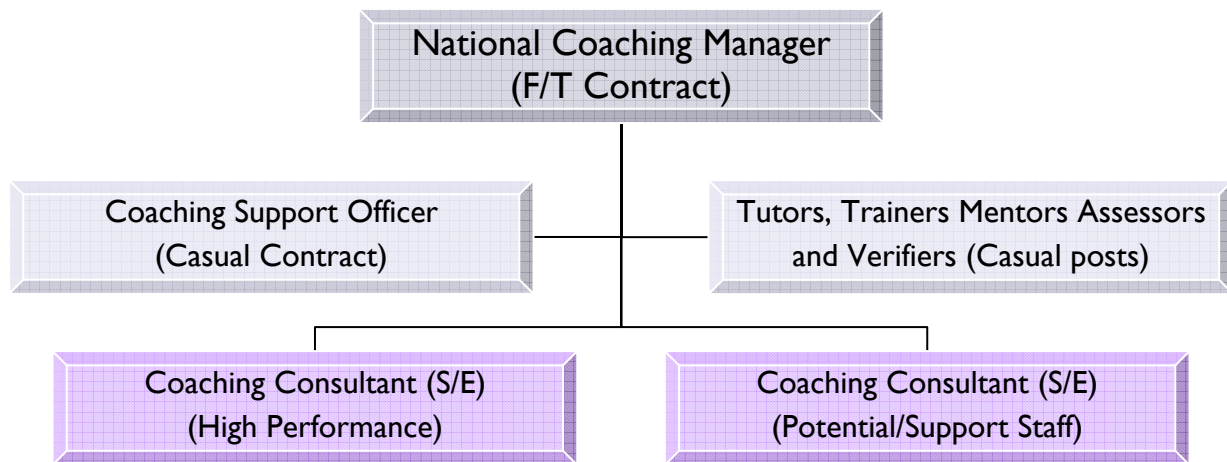 National Coaching Manager
(F/T Contract)
Coaching Support Officer
(Casual Contract)
Tutors, Trainers Mentors Assessors
and Verifiers (Casual posts)
Coaching Consultant (S/E)
(High Performance)
Coaching Consultant (S/E)
(Potential/Support Staff)